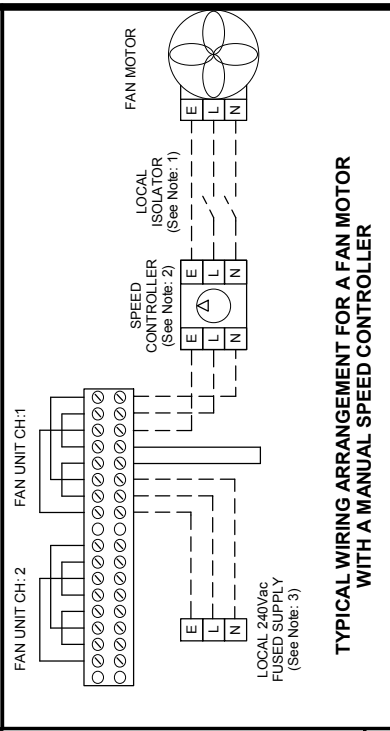 FAN UNIT CH: 2
FAN UNIT CH:1
SPEED
CONTROLLER
(See Note: 2)
LOCAL
ISOLATOR
(See Note: 1)
FAN MOTOR
E
L
N
E
L
N
E
L
N
E
L
N
LOCAL 240Vac
FUSED SUPPLY
(See Note: 3)
TYPICAL WIRING ARRANGEMENT FOR A FAN MOTOR
WITH A MANUAL SPEED CONTROLLER